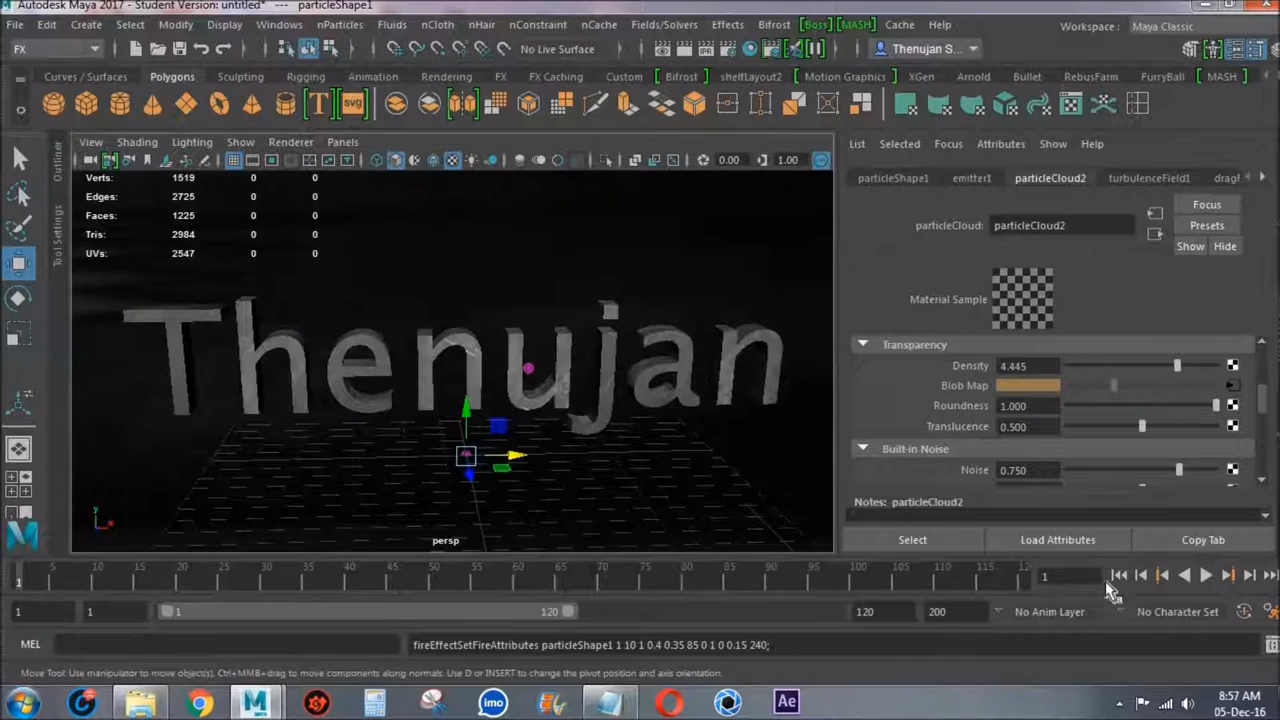 Autodesk Maya 2017 - Student Version: untitled* --- particleShape1
File Edit Create Select Modify Display Windows nParticles Fluids nCloth nHair nConstraint nCache Fields/Solvers Effects Bifrost Boss MASH Cache Help Workspace: Maya Classic
FX No Live Surface Thenujan S...
Curves / Surfaces Polygons Sculpting Rigging Animation Rendering FX FX Caching Custom Bifrost shelfLayout2 Motion Graphics XGen Arnold Bullet RebusFarm FurryBall MASH
T svg
View Shading Lighting Show Renderer Panels
List Selected Focus Attributes Show Help
0.00 1.00
Outliner
Tool Settings
Verts: 1519 0 0
Edges: 2725 0 0
Faces: 1225 0 0
Tris: 2984 0 0
UVs: 2547 0 0
particleShape1 emitter1 particleCloud2 turbulenceField1 dragF
Focus
particleCloud: particleCloud2 Presets
Show Hide
Material Sample
Thenujan
Transparency
Density 4.445
Blob Map
Roundness 1.000
Translucence 0.500
Built-in Noise
Noise 0.750
Notes: particleCloud2
y
x
persp
Select Load Attributes Copy Tab
1 5 10 15 20 25 30 35 40 45 50 55 60 65 70 75 80 85 90 95 100 105 110 115 12 1
1 1 1 120 120 200 No Anim Layer No Character Set
MEL fireEffectSetFireAttributes particleShape1 1 10 1 0.4 0.35 85 0 1 0 0.15 240;
Move Tool: Use manipulator to move object(s). Ctrl+MMB+drag to move components along normals. Use D or INSERT to change the pivot position and axis orientation.
imo Ae
8:57 AM
05-Dec-16